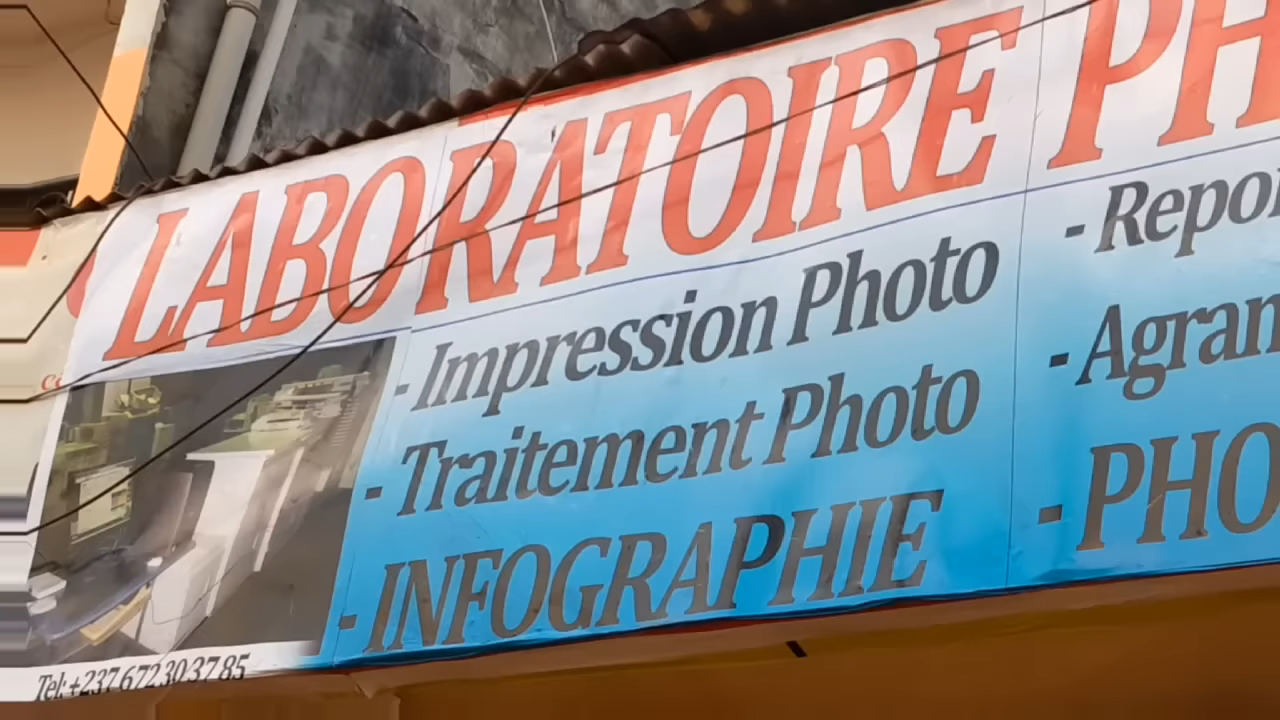 LABORATOIRE PH
- Impression Photo
- Traitement Photo
- INFOGRAPHIE
- Repor
- Agran
- PHO
Tel: +237 672 30 37 85